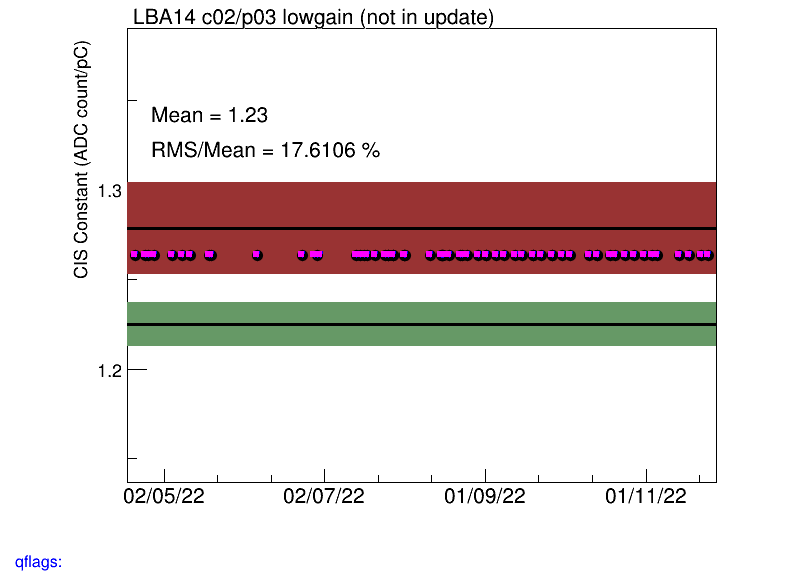 LBA14 c02/p03 lowgain (not in update)
CIS Constant (ADC count/pC)
Mean = 1.23
RMS/Mean = 17.6106 %
1.3
1.2
02/05/22 02/07/22 01/09/22 01/11/22
qflags: